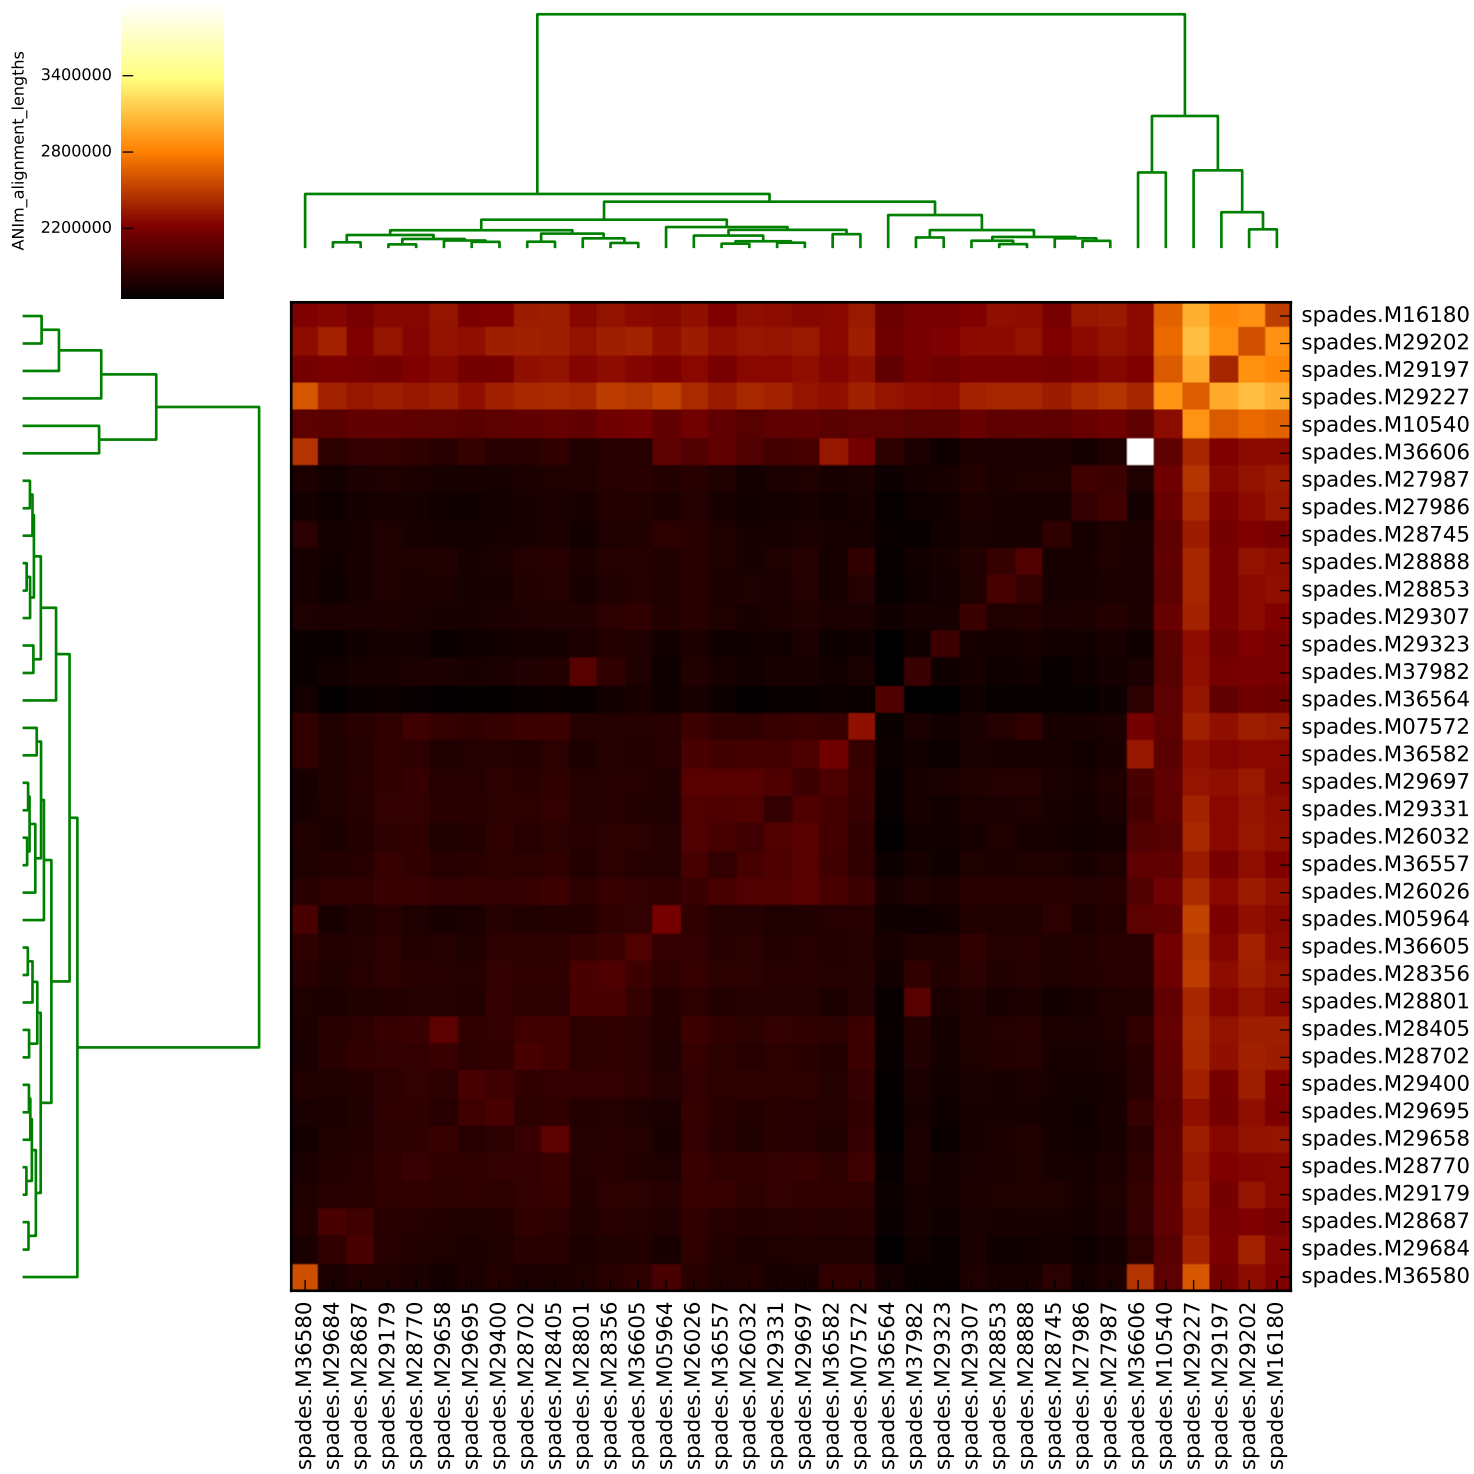 ANIm_alignment_lengths
3400000
2800000
2200000
spades.M16180
spades.M29202
spades.M29197
spades.M29227
spades.M10540
spades.M36606
spades.M27987
spades.M27986
spades.M28745
spades.M28888
spades.M28853
spades.M29307
spades.M29323
spades.M37982
spades.M36564
spades.M07572
spades.M36582
spades.M29697
spades.M29331
spades.M26032
spades.M36557
spades.M26026
spades.M05964
spades.M36605
spades.M28356
spades.M28801
spades.M28405
spades.M28702
spades.M29400
spades.M29695
spades.M29658
spades.M28770
spades.M29179
spades.M28687
spades.M29684
spades.M36580
spades.M36580
spades.M29684
spades.M28687
spades.M29179
spades.M28770
spades.M29658
spades.M29695
spades.M29400
spades.M28702
spades.M28405
spades.M28801
spades.M28356
spades.M36605
spades.M05964
spades.M26026
spades.M36557
spades.M26032
spades.M29331
spades.M29697
spades.M36582
spades.M07572
spades.M36564
spades.M37982
spades.M29323
spades.M29307
spades.M28853
spades.M28888
spades.M28745
spades.M27986
spades.M27987
spades.M36606
spades.M10540
spades.M29227
spades.M29197
spades.M29202
spades.M16180